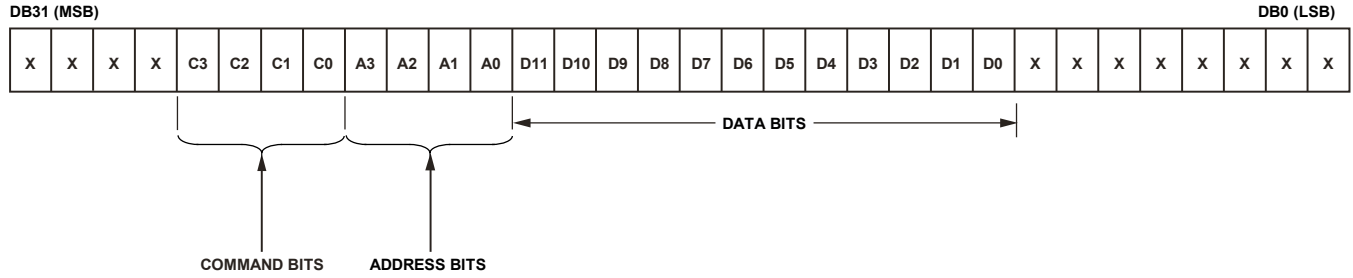 DB31 (MSB) DB0 (LSB)
X X X X C3 C2 C1 C0 A3 A2 A1 A0 D11 D10 D9 D8 D7 D6 D5 D4 D3 D2 D1 D0 X X X X X X X X
DATA BITS
COMMAND BITS ADDRESS BITS